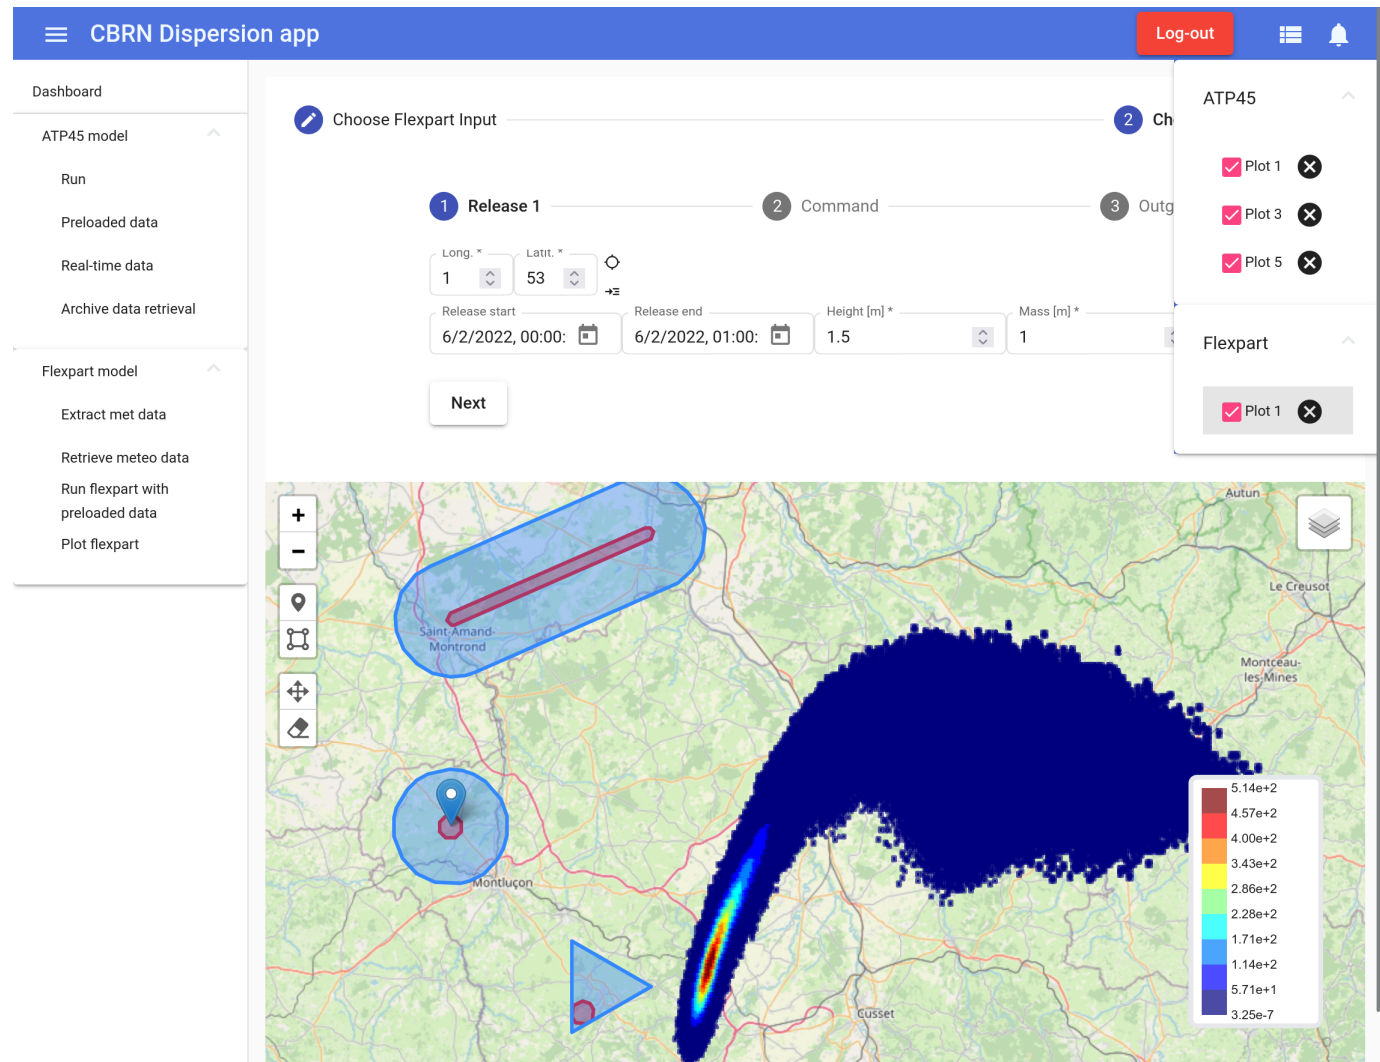 CBRN Dispersion app
Log-out
Dashboard
ATP45 model
Run
Preloaded data
Real-time data
Archive data retrieval
Flexpart model
Extract met data
Retrieve meteo data
Run flexpart with
preloaded data
Plot flexpart
Choose Flexpart Input
2 Ch
1 Release 1
2 Command
3 Outg
Long. *
1
Latit. *
53
Release start
6/2/2022, 00:00:
Release end
6/2/2022, 01:00:
Height [m] *
1.5
Mass [m] *
1
Next
ATP45
Plot 1
Plot 3
Plot 5
Flexpart
Plot 1
+
−
Autun
Le Creusot
Saint-Amand-
Montrond
Montceau-
les-Mines
Montluçon
Cusset
5.14e+2
4.57e+2
4.00e+2
3.43e+2
2.86e+2
2.28e+2
1.71e+2
1.14e+2
5.71e+1
3.25e-7